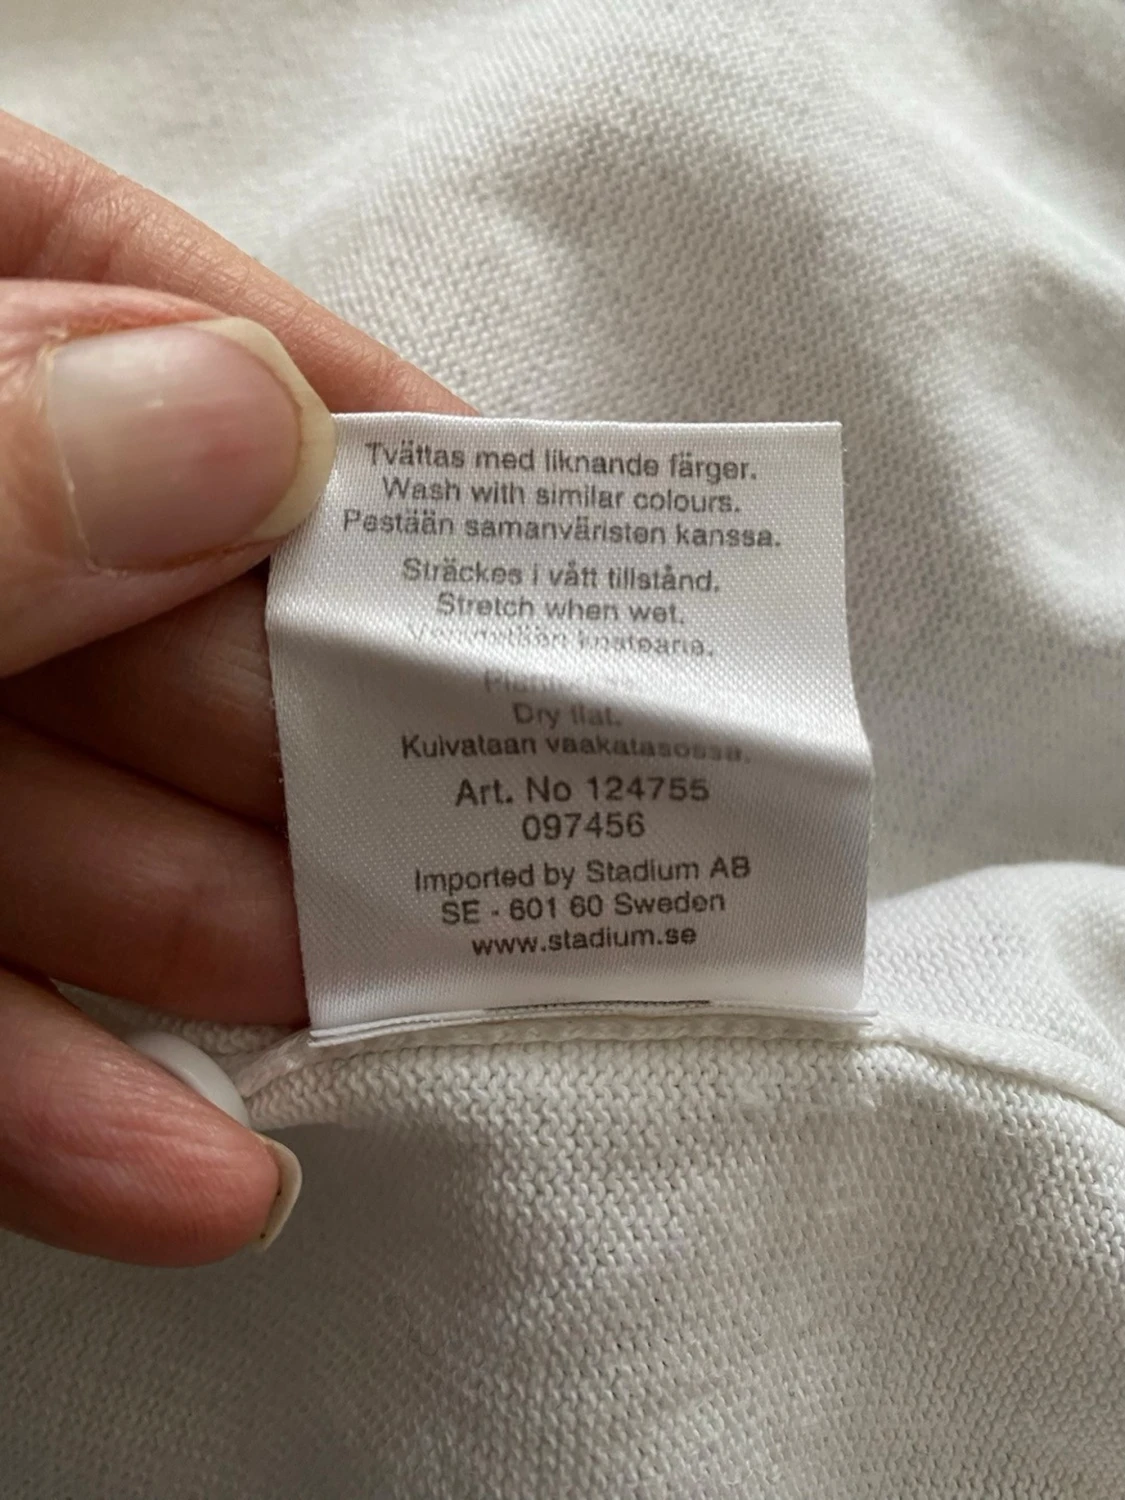 Tvättas med liknande färger.
Wash with similar colours.
Pestään samanväristen kanssa.
Sträckes i vått tillstånd.
Stretch when wet.
kosteana.
Dry flat.
Kuivataan vaakatasossa.
Art. No 124755
097456
Imported by Stadium AB
SE - 601 60 Sweden
www.stadium.se